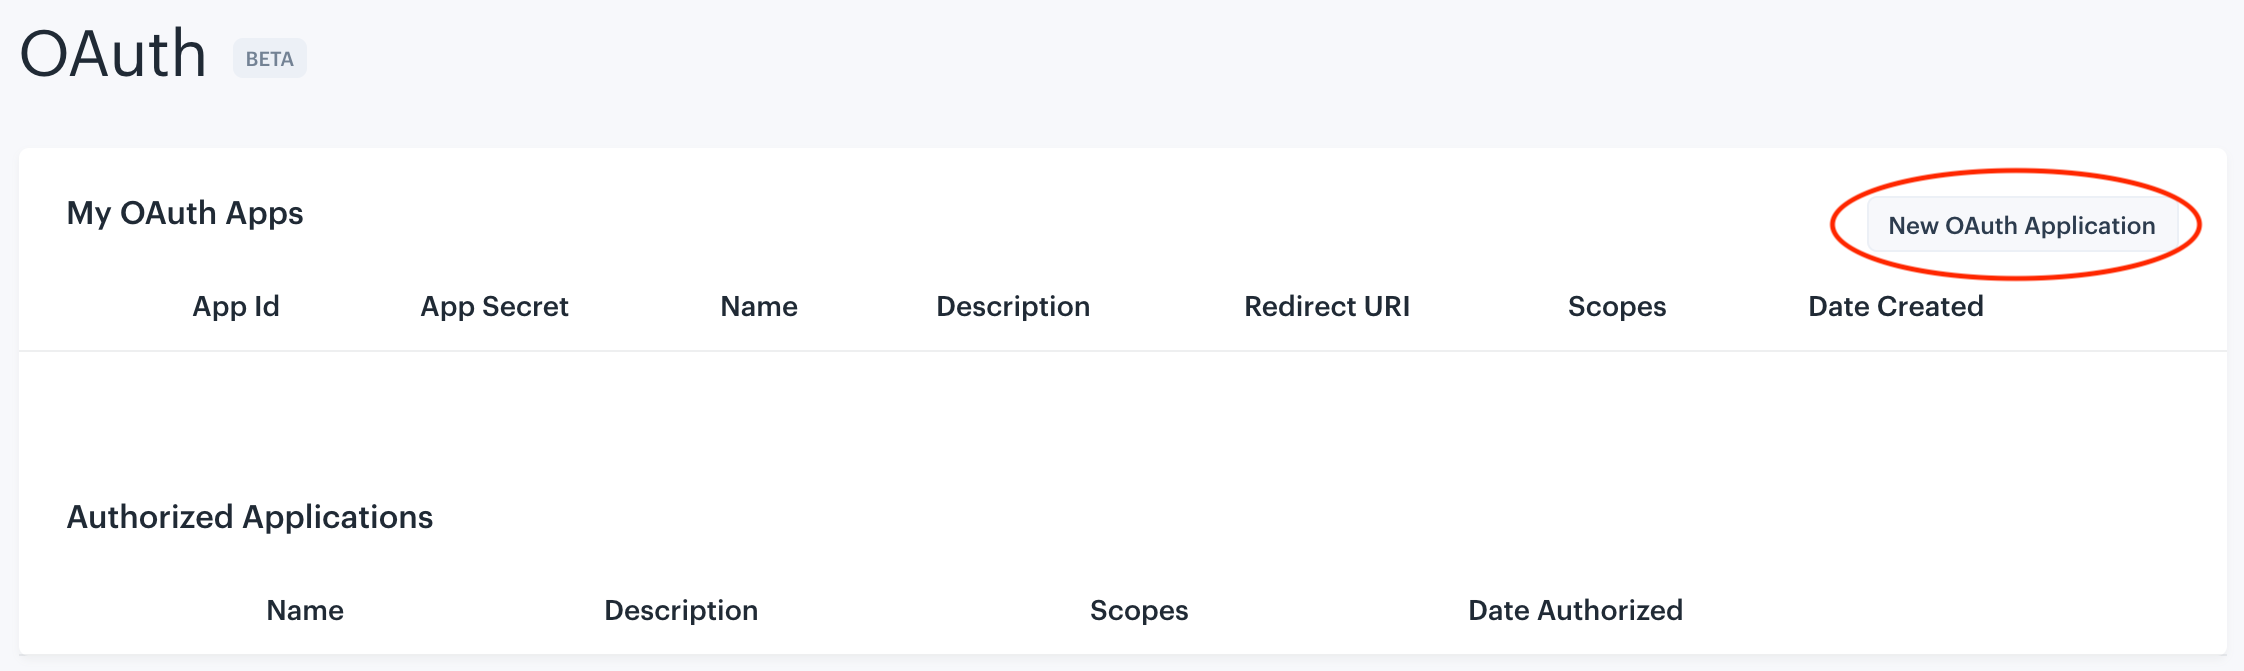 OAuth BETA
My OAuth Apps
New OAuth Application
App Id App Secret Name Description Redirect URI Scopes Date Created
Authorized Applications
Name Description Scopes Date Authorized